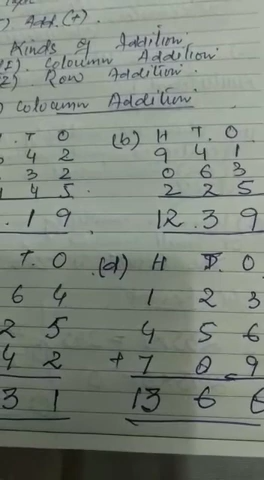 Add. (+).
Kinds of Addition.
Coloumn Addition
(2). Row Addition.
Coloumn Addition
T. O (b) H T. O
4 2 9 4 1
3 2 0 6 3
4 5 2 2 5
. 1 9 12. 3 9
T. O (d) H T. O
6 4 1 2 3
2 5 4 5 6
4 2 + 7 8 9
3 1 13 6 6